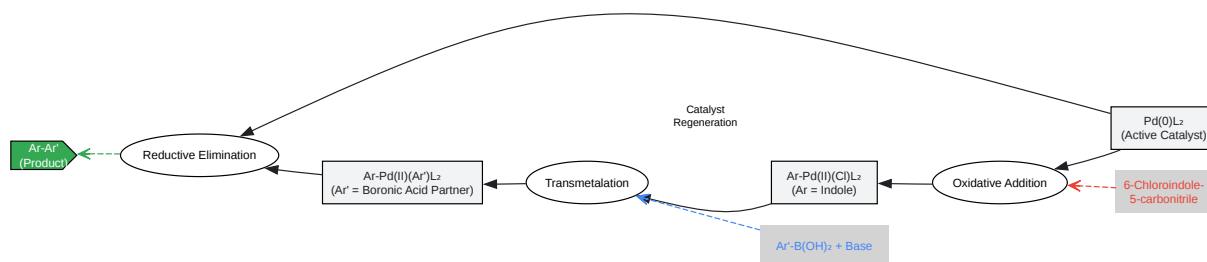 Catalyst
Regeneration
Pd(0)L₂
(Active Catalyst)
Ar-Ar'
(Product)
Reductive Elimination
Ar-Pd(II)(Ar')L₂
(Ar' = Boronic Acid Partner)
Transmetalation
Ar-Pd(II)(Cl)L₂
(Ar = Indole)
Oxidative Addition
6-Chloroindole-
5-carbonitrile
Ar'-B(OH)₂ + Base